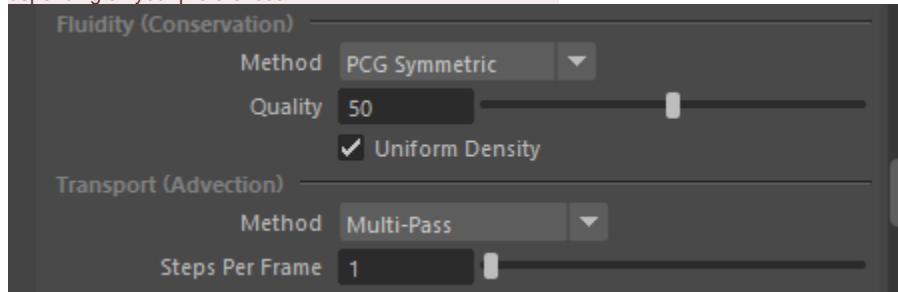 Fluidity (Conservation)
Method PCG Symmetric
Quality 50
Uniform Density
Transport (Advection)
Method Multi-Pass
Steps Per Frame 1